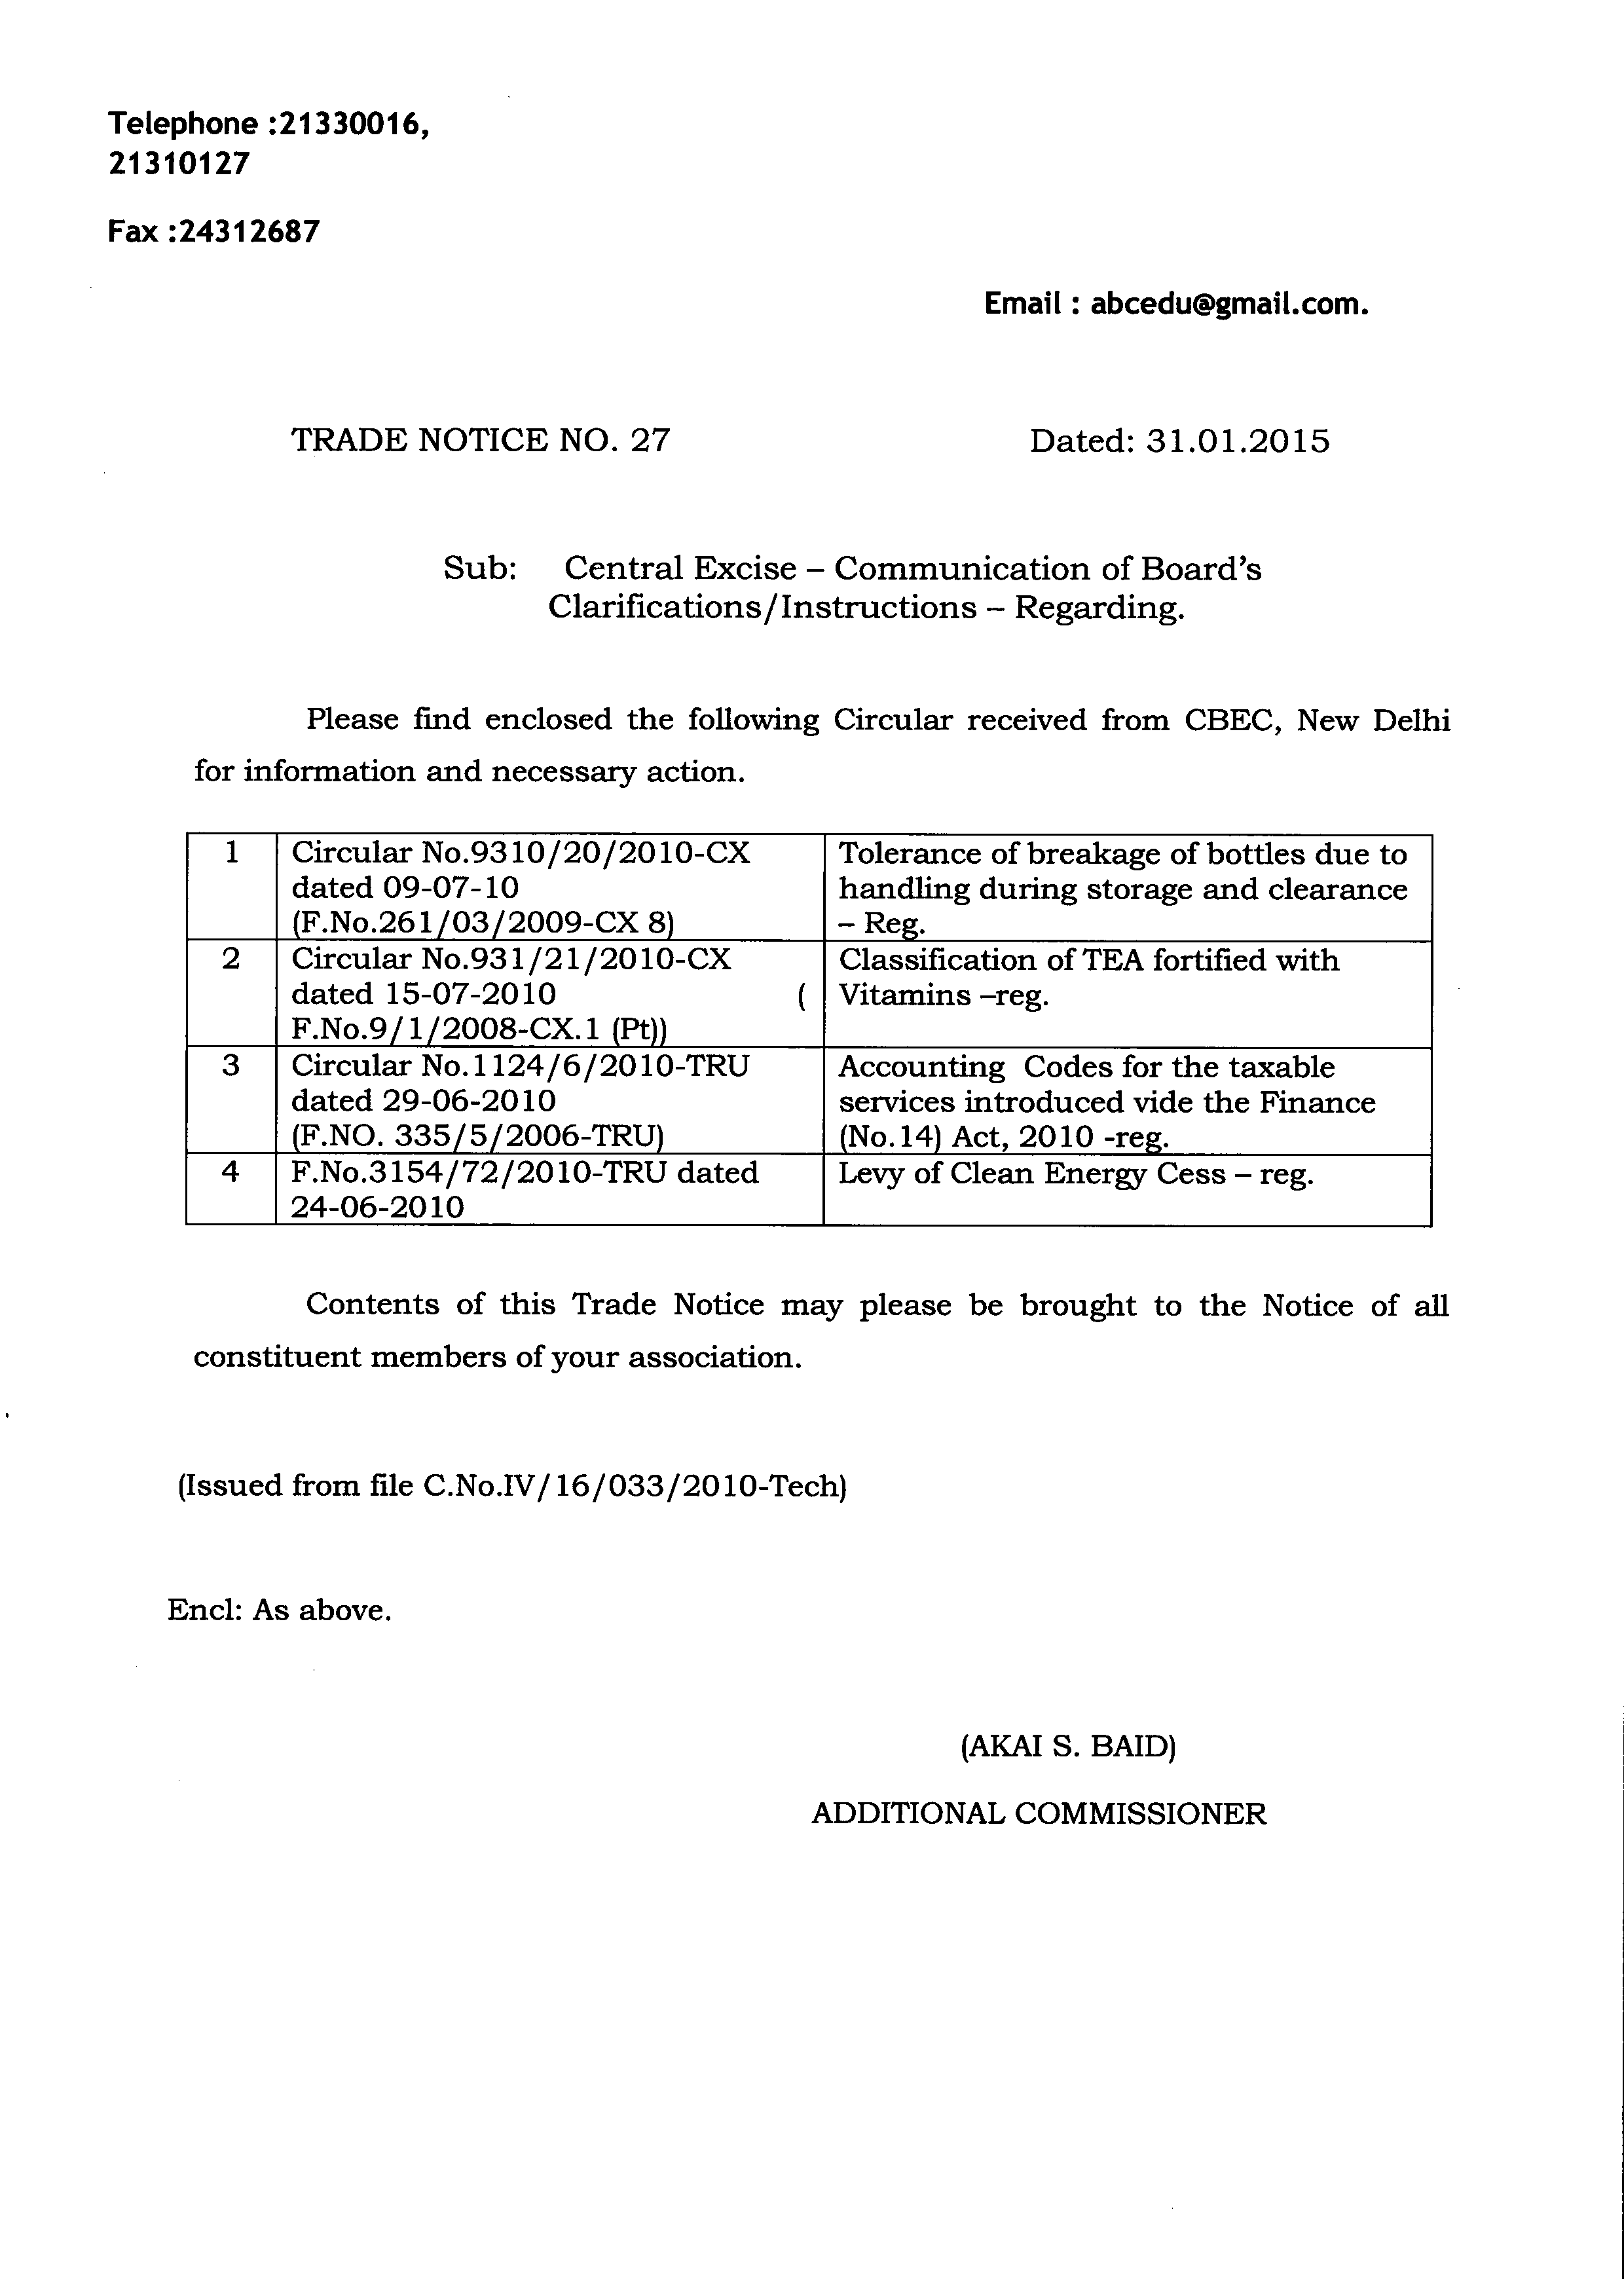 Telephone :21330016,
21310127
Fax :24312687
Email : abcedu@gmail.com.
TRADE NOTICE NO. 27 Dated: 31.01.2015
Sub: Central Excise – Communication of Board's
Clarifications/Instructions – Regarding.
Please find enclosed the following Circular received from CBEC, New Delhi
for information and necessary action.
1 Circular No.9310/20/2010-CX
dated 09-07-10
(F.No.261/03/2009-CX 8)
Tolerance of breakage of bottles due to
handling during storage and clearance
– Reg.
2 Circular No.931/21/2010-CX
dated 15-07-2010 (
F.No.9/1/2008-CX.1 (Pt))
Classification of TEA fortified with
Vitamins –reg.
3 Circular No.1124/6/2010-TRU
dated 29-06-2010
(F.NO. 335/5/2006-TRU)
Accounting Codes for the taxable
services introduced vide the Finance
(No.14) Act, 2010 -reg.
4 F.No.3154/72/2010-TRU dated
24-06-2010
Levy of Clean Energy Cess – reg.
Contents of this Trade Notice may please be brought to the Notice of all
constituent members of your association.
(Issued from file C.No.IV/16/033/2010-Tech)
Encl: As above.
(AKAI S. BAID)
ADDITIONAL COMMISSIONER